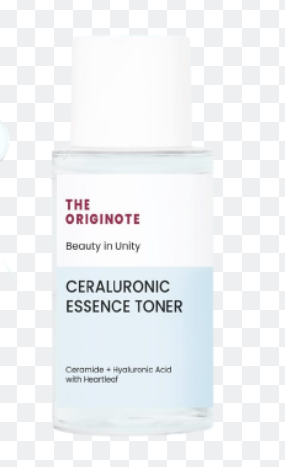 THE
ORIGINOTE
Beauty in Unity
CERALURONIC
ESSENCE TONER
Ceramide + Hyaluronic Acid
with Heartleaf